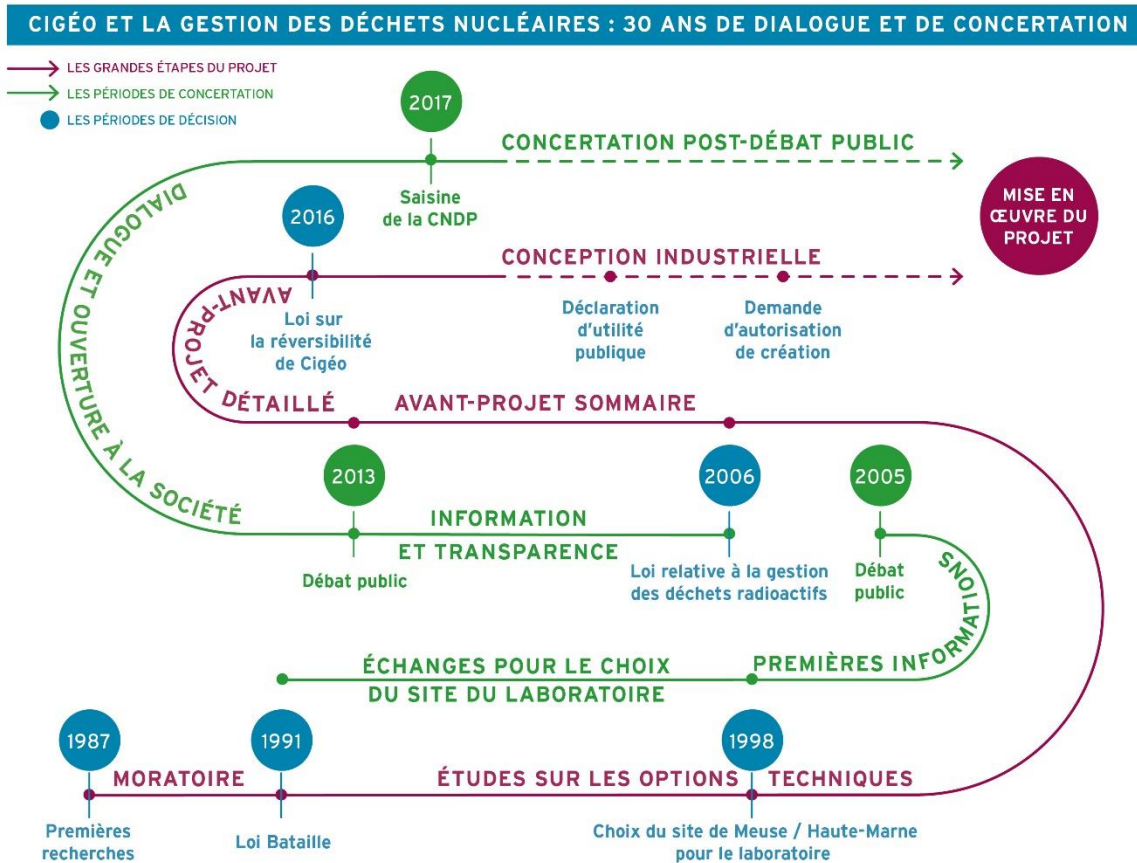 CIGÉO ET LA GESTION DES DÉCHETS NUCLÉAIRES : 30 ANS DE DIALOGUE ET DE CONCERTATION
LES GRANDES ÉTAPES DU PROJET
LES PÉRIODES DE CONCERTATION
LES PÉRIODES DE DÉCISION
2017
CONCERTATION POST-DÉBAT PUBLIC
Saisine
de la CNDP
MISE EN
ŒUVRE DU
PROJET
DIALOGUE ET OUVERTURE À LA SOCIÉTÉ
2016
CONCEPTION INDUSTRIELLE
Loi sur
la réversibilité
de Cigéo
Déclaration
d'utilité
publique
Demande
d'autorisation
de création
AVANT-PROJET DÉTAILLÉ
AVANT-PROJET SOMMAIRE
2013
2006
2005
INFORMATION
ET TRANSPARENCE
Débat public
Loi relative à la gestion
des déchets radioactifs
Débat
public
ÉCHANGES POUR LE CHOIX
DU SITE DU LABORATOIRE
PREMIÈRES INFORMATIONS
1987
1991
1998
MORATOIRE
ÉTUDES SUR LES OPTIONS TECHNIQUES
Premières
recherches
Loi Bataille
Choix du site de Meuse / Haute-Marne
pour le laboratoire